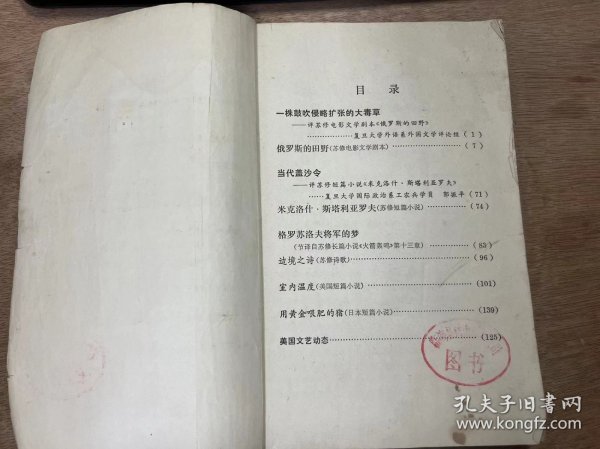 目 录
一株鼓吹侵略扩张的大毒草
——评苏修电影文学剧本《俄罗斯的田野》
…………复旦大学外语系外国文学评论组 ( 1 )
俄罗斯的田野(苏修电影文学剧本)…………( 7 )
当代盖沙令
——评苏修短篇小说《米克洛什·斯塔利亚罗夫》
……复旦大学国际政治系工农兵学员 郭振平 (71)
米克洛什·斯塔利亚罗夫(苏修短篇小说)……(74)
格罗苏洛夫将军的梦
(节译自苏修长篇小说《火箭轰鸣》第十三章)……(83)
边境之诗(苏修诗歌)……(96)
室内温度(美国短篇小说)……(101)
用黄金喂肥的猪(日本短篇小说)……(139)
美国文艺动态……(125)
图书
孔夫子旧书网
www.kongfz.com